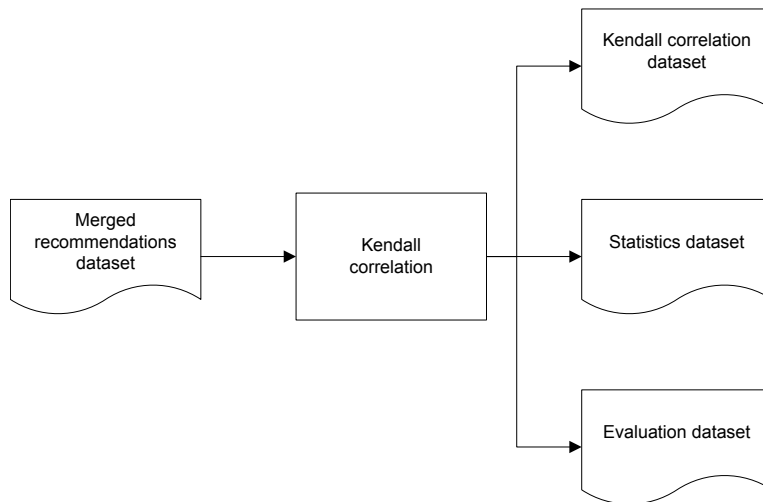 Kendall correlation
dataset
Merged
recommendations
dataset
Kendall
correlation
Statistics dataset
Evaluation dataset